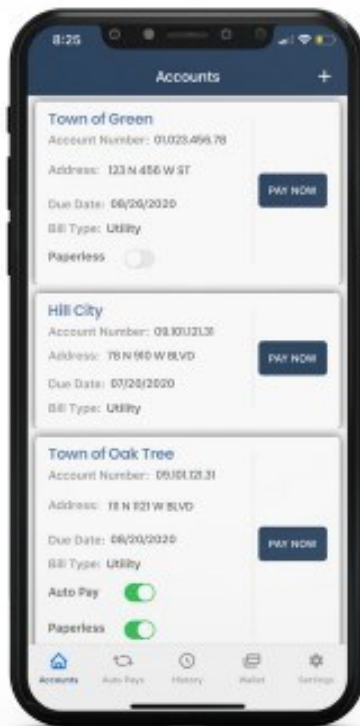 8:25
Accounts
+
Town of Green
Account Number: 01.023.456.78
Address: 123 N 456 W ST
PAY NOW
Due Date: 08/26/2020
Bill Type: Utility
Paperless
Hill City
Account Number: 09.101.121.31
Address: 78 N 910 W BLVD
PAY NOW
Due Date: 07/20/2020
Bill Type: Utility
Town of Oak Tree
Account Number: 09.101.121.31
Address: 111 N 1121 W BLVD
Due Date: 08/20/2020
PAY NOW
Bill Type: Utility
Auto Pay
Paperless
Accounts Auto Pays History Wallet Settings